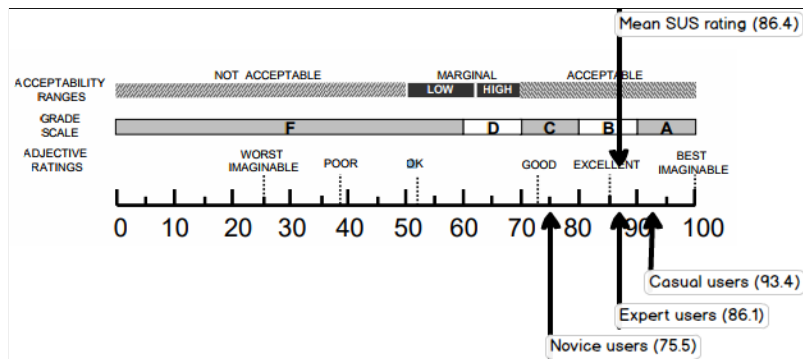 Mean SUS rating (86.4)
NOT ACCEPTABLE MARGINAL ACCEPTABLE
ACCEPTABILITY
RANGES
LOW HIGH
GRADE
SCALE
F D C B A
ADJECTIVE
RATINGS
WORST
IMAGINABLE
POOR
OK
GOOD
EXCELLENT
BEST
IMAGINABLE
0 10 20 30 40 50 60 70 80 90 100
Casual users (93.4)
Expert users (86.1)
Novice users (75.5)